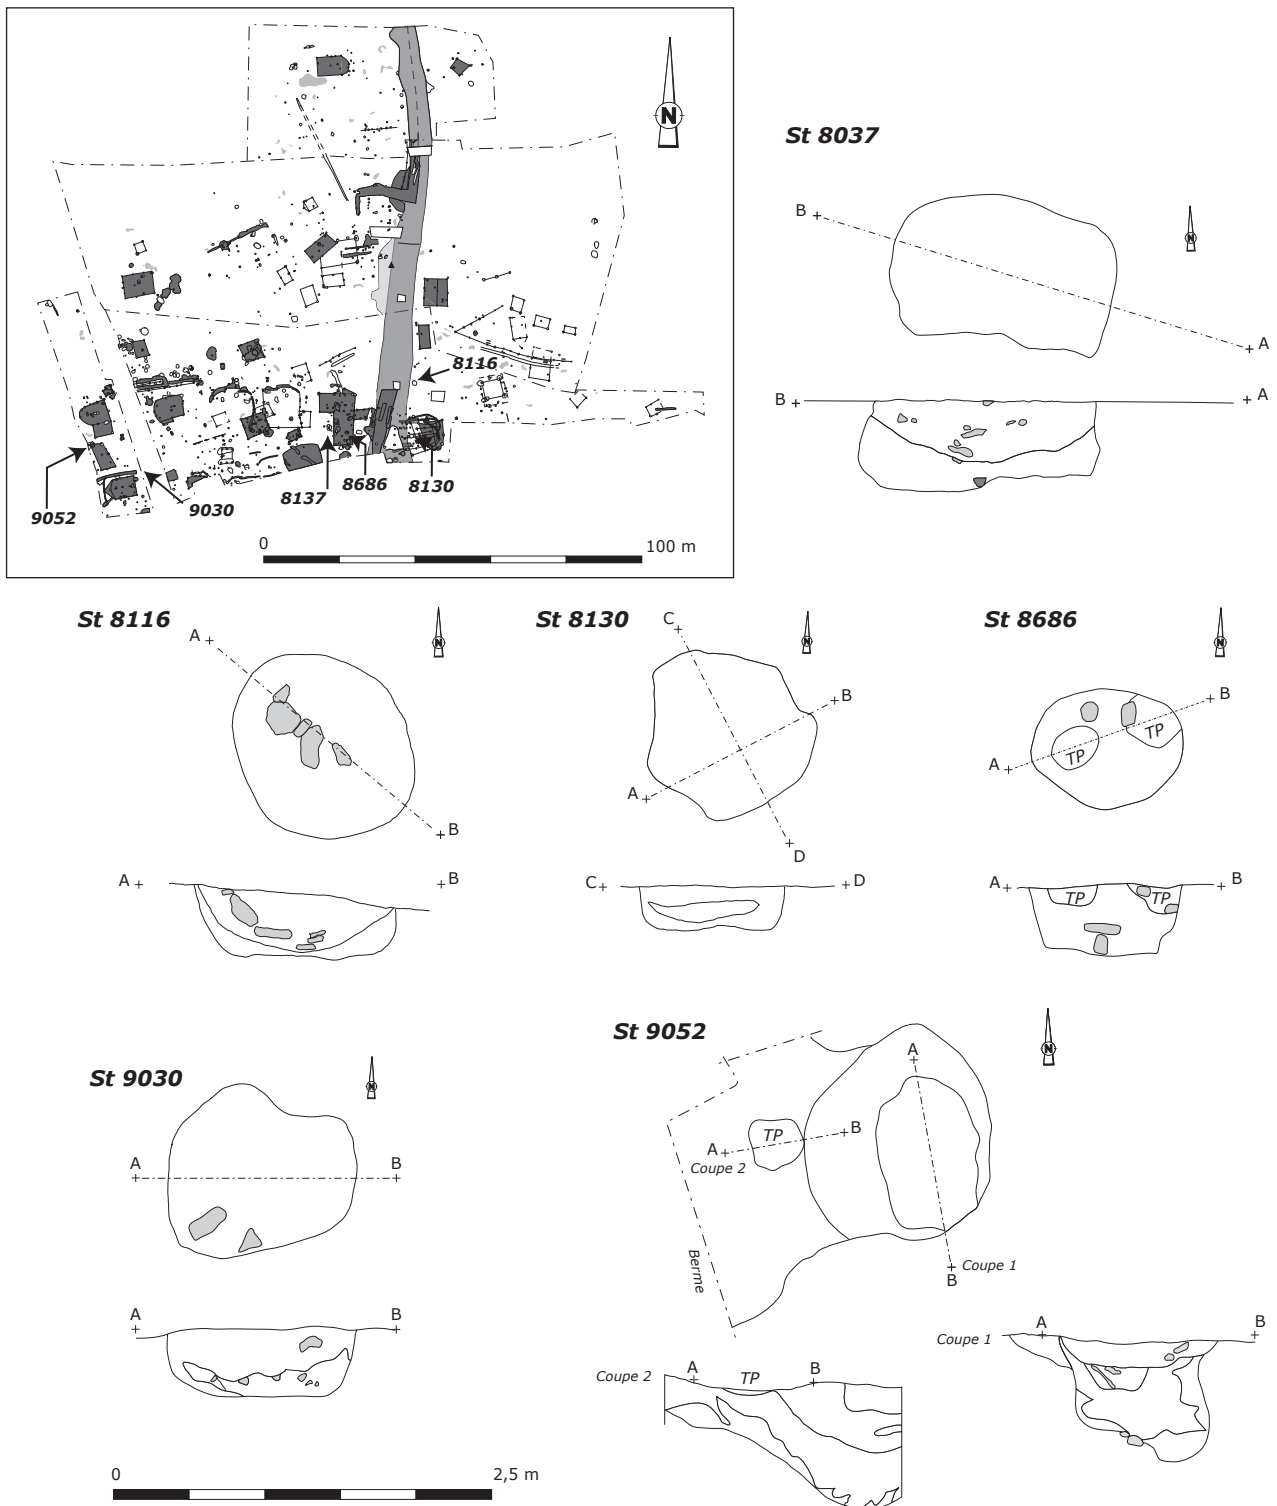 N
8116
8137
8686
8130
9052
9030
0
100 m
St 8037
N
B
A
B
A
St 8116
N
A
B
A
B
St 8130
N
C
B
A
D
C
D
St 8686
N
B
A
TP
TP
A
B
TP
TP
St 9030
N
A
B
A
B
St 9052
N
A
TP
B
A
Coupe 2
Berme
B
Coupe 1
Coupe 1
A
B
Coupe 2
A
TP
B
0
2,5 m